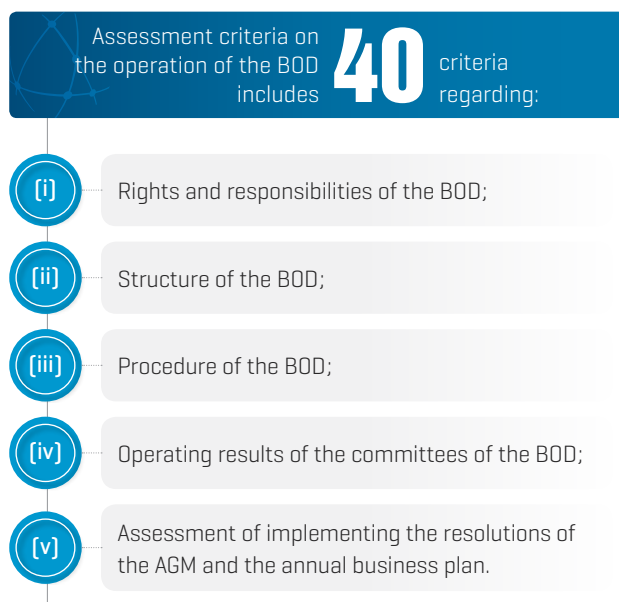 Assessment criteria on
the operation of the BOD
includes
40
criteria
regarding:
(i)
Rights and responsibilities of the BOD;
(ii)
Structure of the BOD;
(iii)
Procedure of the BOD;
(iv)
Operating results of the committees of the BOD;
(v)
Assessment of implementing the resolutions of
the AGM and the annual business plan.